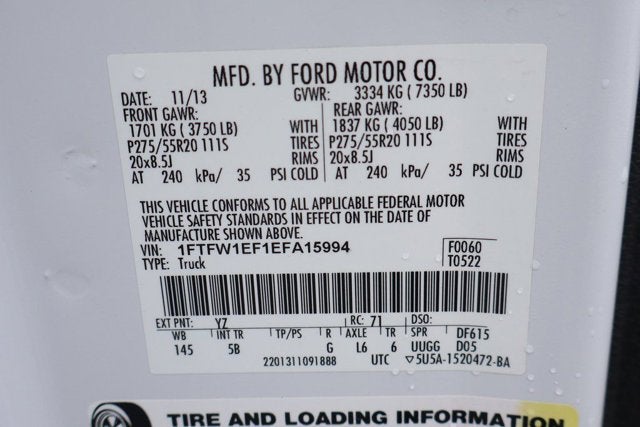 MFD. BY FORD MOTOR CO.
DATE: 11/13 GVWR: 3334 KG ( 7350 LB)
FRONT GAWR: REAR GAWR:
1701 KG ( 3750 LB) WITH 1837 KG ( 4050 LB) WITH
P275/55R20 111S TIRES P275/55R20 111S TIRES
20x8.5J RIMS 20x8.5J RIMS
AT 240 kPa/ 35 PSI COLD AT 240 kPa/ 35 PSI COLD
THIS VEHICLE CONFORMS TO ALL APPLICABLE FEDERAL MOTOR
VEHICLE SAFETY STANDARDS IN EFFECT ON THE DATE OF
MANUFACTURE SHOWN ABOVE.
VIN: 1FTFW1EF1EFA15994 F0060
TYPE: Truck T0522
EXT PNT: YZ RC: 71 DSO:
WB INT TR TP/PS R AXLE TR SPR DF615
145 5B G L6 6 UUGG D05
2201311091888 UTC ▽5U5A-1520472-BA
TIRE AND LOADING INFORMATION